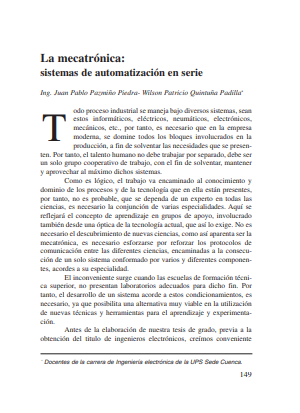 La mecatrónica:
sistemas de automatización en serie
Ing. Juan Pablo Pazmiño Piedra- Wilson Patricio Quintuña Padilla*
Todo proceso industrial se maneja bajo diversos sistemas, sean
estos informáticos, eléctricos, neumáticos, electrónicos,
mecánicos, etc., por tanto, es necesario que en la empresa
moderna, se domine todos los bloques involucrados en la
producción, a fin de solventar las necesidades que se presen-
ten. Por tanto, el talento humano no debe trabajar por separado, debe ser
un solo grupo cooperativo de trabajo, con el fin de solventar, mantener
y aprovechar al máximo dichos sistemas.
Como es lógico, el trabajo va encaminado al conocimiento y
dominio de los procesos y de la tecnología que en ella están presentes,
por tanto, no es probable, que se dependa de un experto en todas las
ciencias, es necesario la conjunción de varias especialidades. Aquí se
reflejará el concepto de aprendizaje en grupos de apoyo, involucrado
también desde una óptica de la tecnología actual, que así lo exige. No es
necesario el descubrimiento de nuevas ciencias, como así aparenta ser la
mecatrónica, es necesario esforzarse por reforzar los protocolos de
comunicación entre las diferentes ciencias, encaminadas a la consecu-
ción de un solo sistema conformado por varios y diferentes componen-
tes, acordes a su especialidad.
El inconveniente surge cuando las escuelas de formación técni-
ca superior, no presentan laboratorios adecuados para dicho fin. Por
tanto, el desarrollo de un sistema acorde a estos condicionamientos, es
necesario, ya que posibilita una alternativa muy viable en la utilización
de nuevas técnicas y herramientas para el aprendizaje y experimenta-
ción.
Antes de la elaboración de nuestra tesis de grado, previa a la
obtención del título de ingenieros electrónicos, creímos conveniente
* Docentes de la carrera de Ingeniería electrónica de la UPS Sede Cuenca.
149